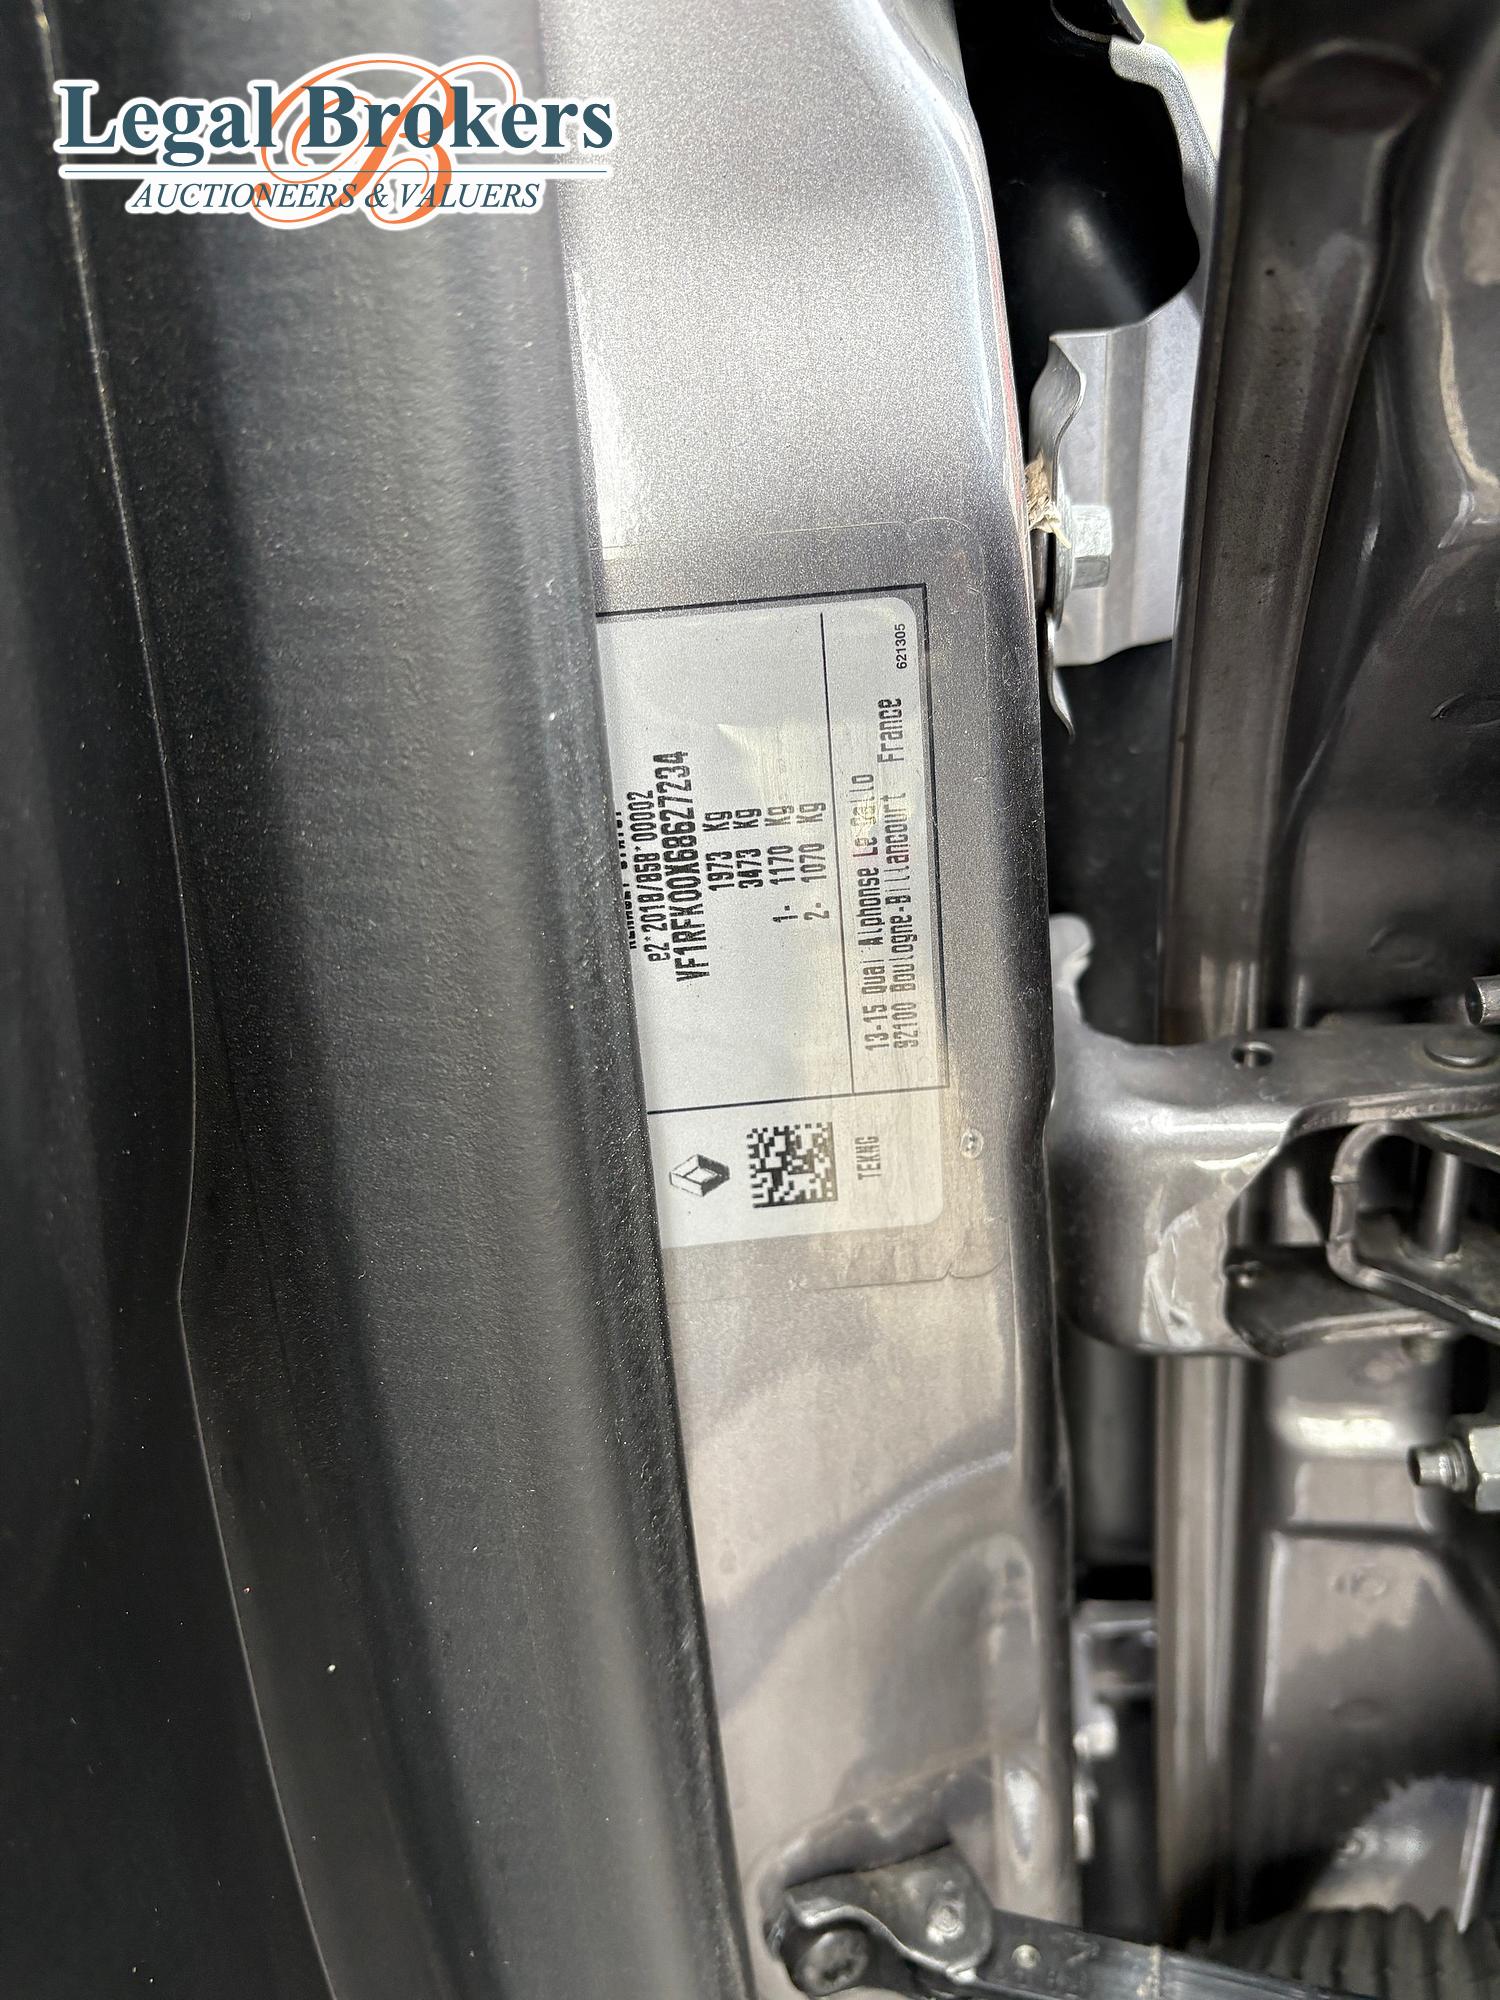 Legal Brokers
AUCTIONEERS & VALUERS
e2*2018/858*00002
VF1RFK00X68627234
1973 Kg
3473 Kg
1- 1170 Kg
2- 1070 Kg
13-15 Quai Alphonse Le Gallo
92100 Boulogne-Billancourt France
621305